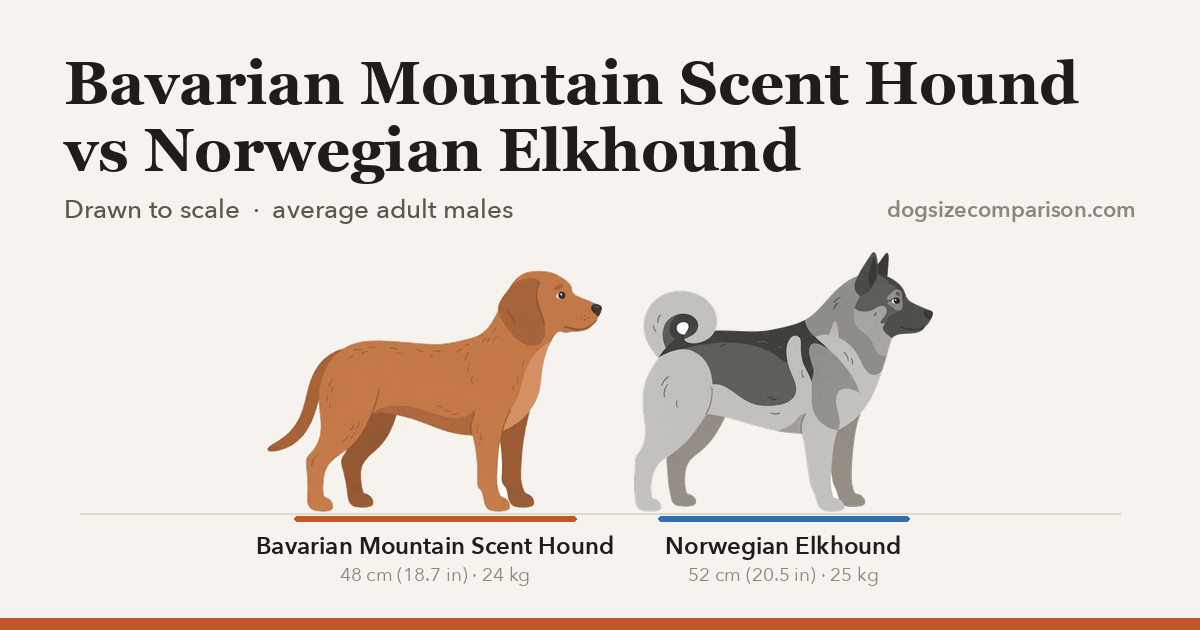 Bavarian Mountain Scent Hound
vs Norwegian Elkhound
Drawn to scale · average adult males
dogsizecomparison.com
Bavarian Mountain Scent Hound
48 cm (18.7 in) · 24 kg
Norwegian Elkhound
52 cm (20.5 in) · 25 kg